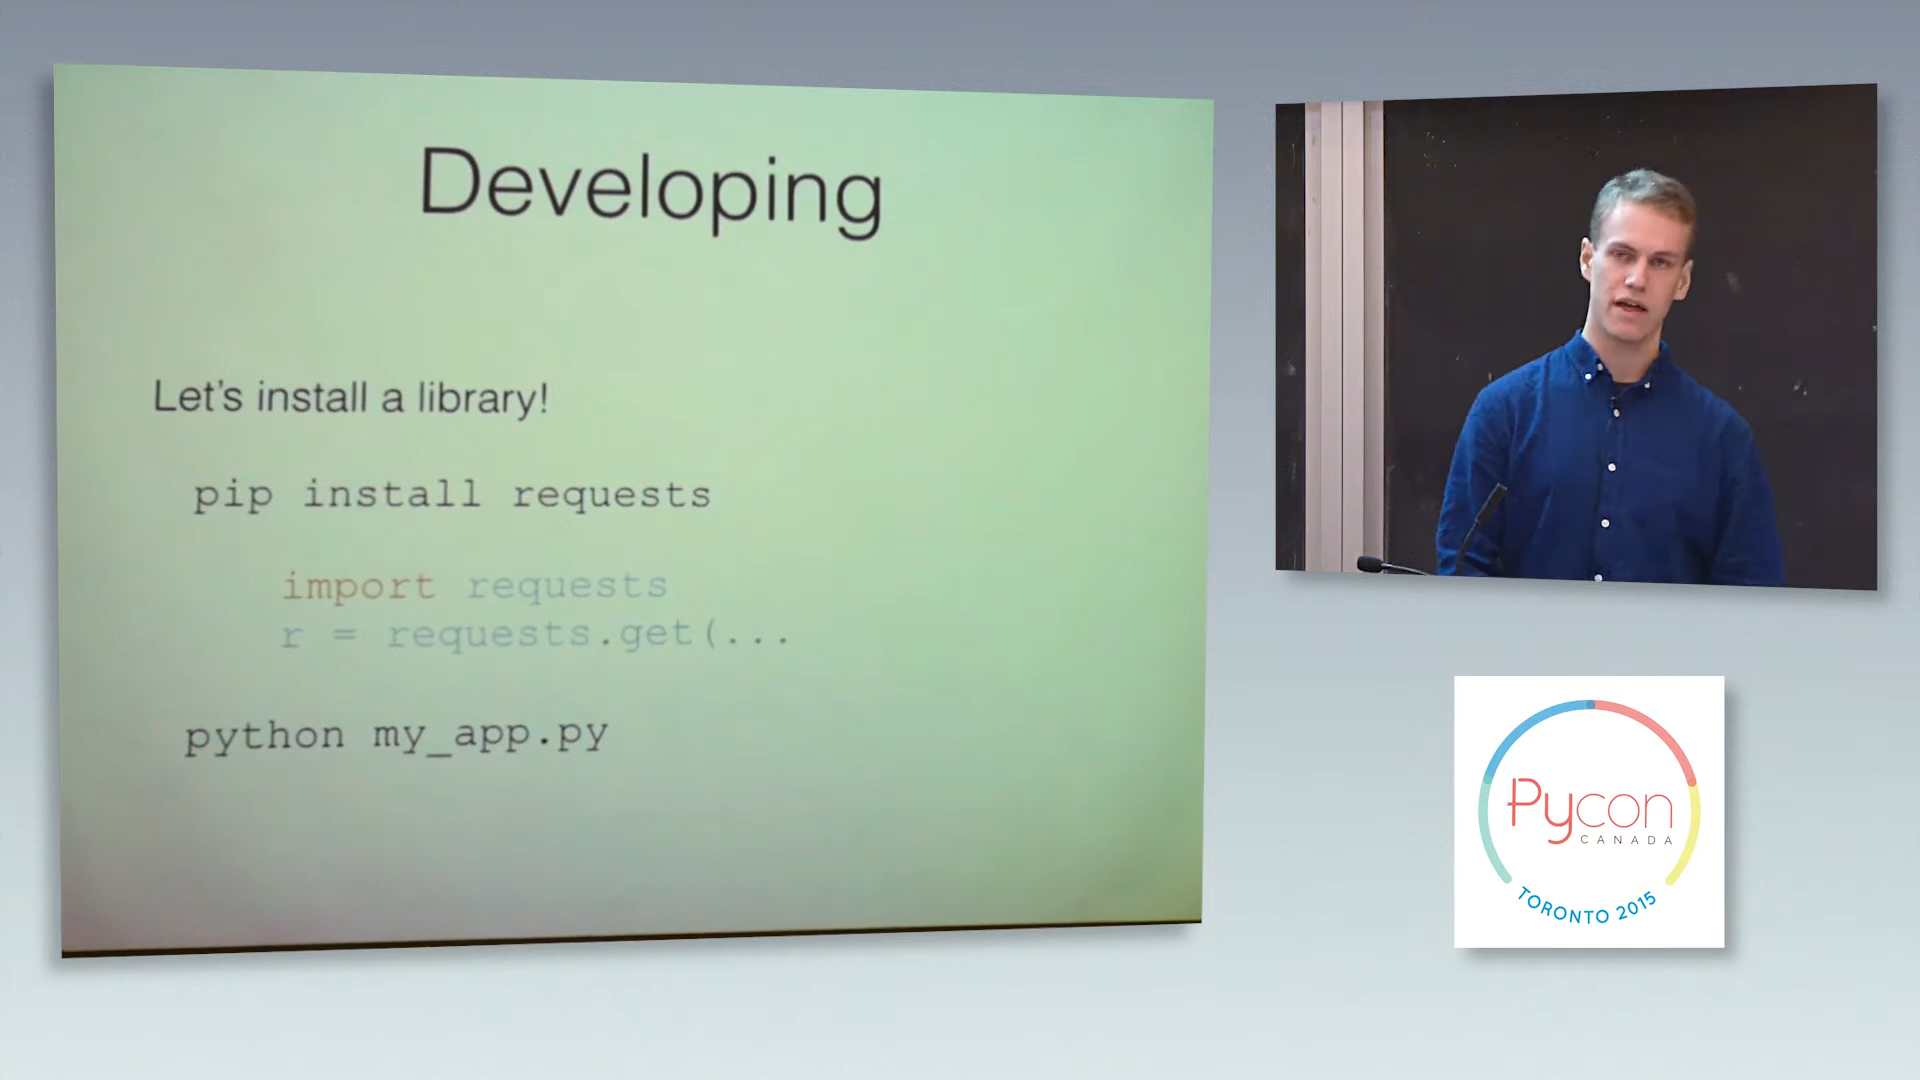 Developing
Let's install a library!
pip install requests
import requests
r = requests.get(...
python my_app.py
Pycon
CANADA
TORONTO 2015